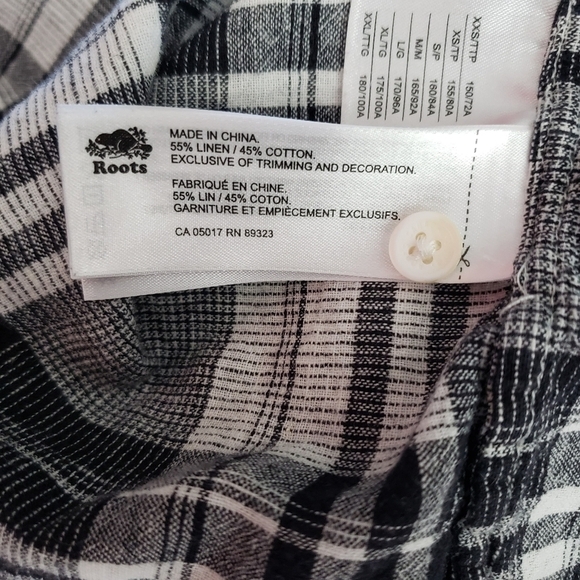 Roots
MADE IN CHINA.
55% LINEN / 45% COTTON.
EXCLUSIVE OF TRIMMING AND DECORATION.
FABRIQUÉ EN CHINE.
55% LIN / 45% COTON.
GARNITURE ET EMPIÈCEMENT EXCLUSIFS.
CA 05017 RN 89323
XXS/TTP 150/72A
XS/TP 155/80A
S/P 160/84A
M/M 165/92A
L/G 170/96A
XL/TG 175/100A
XXL/TTG 180/100A